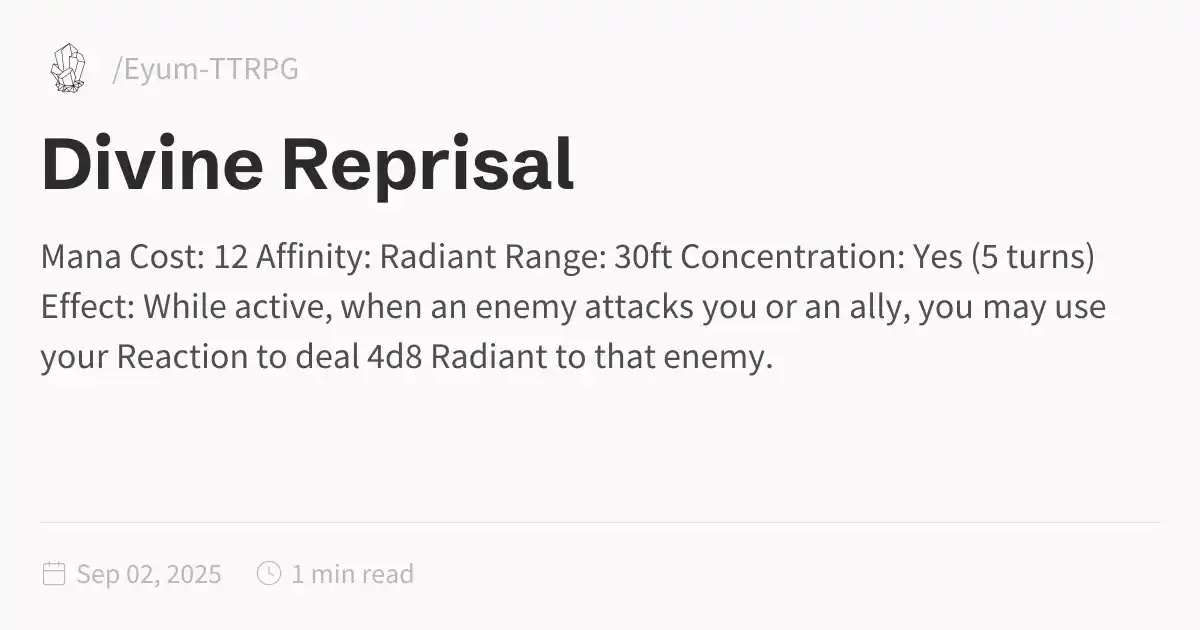 /Eyum-TTRPG
Divine Reprisal
Mana Cost: 12 Affinity: Radiant Range: 30ft Concentration: Yes (5 turns)
Effect: While active, when an enemy attacks you or an ally, you may use
your Reaction to deal 4d8 Radiant to that enemy.
Sep 02, 2025 1 min read